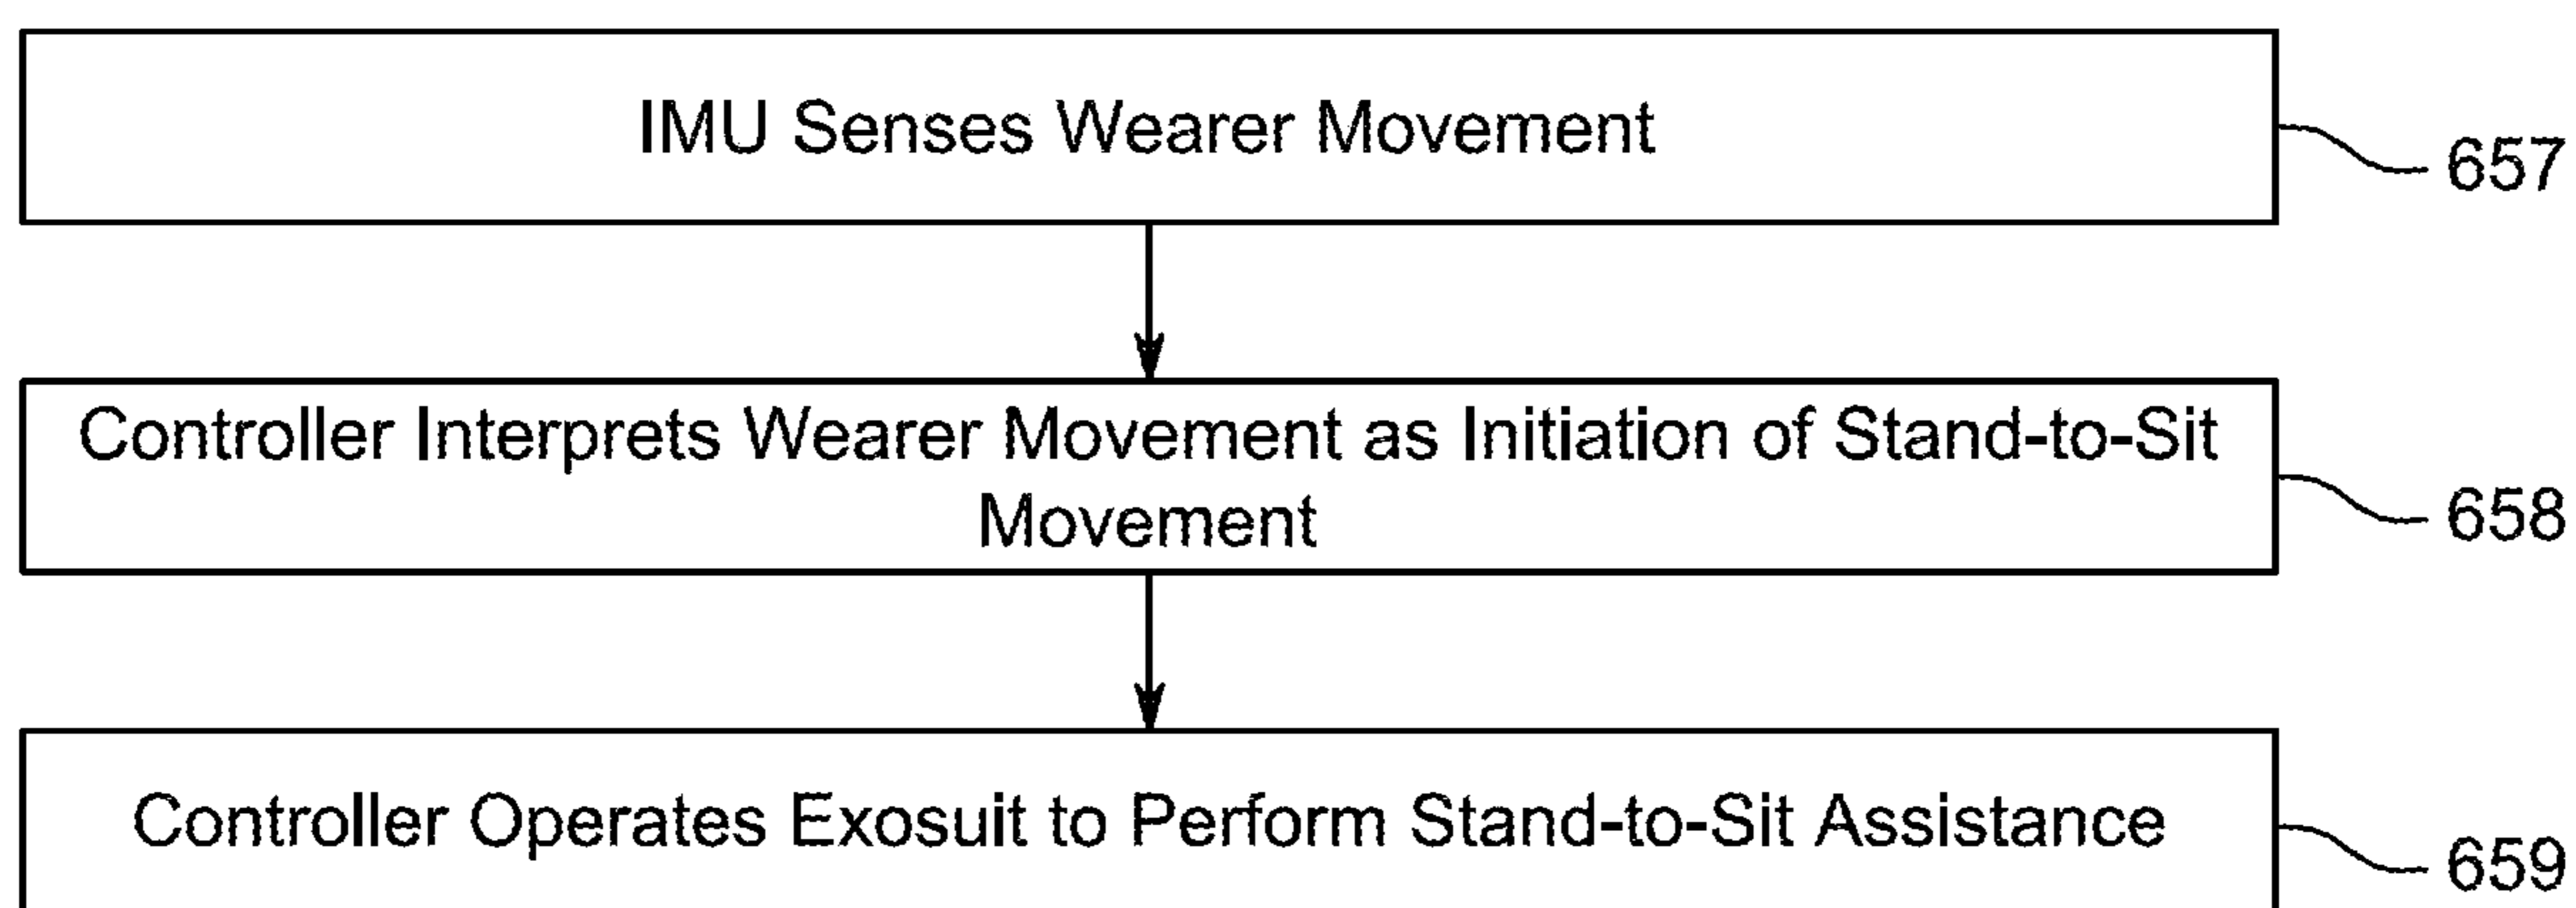 IMU Senses Wearer Movement
657
Controller Interprets Wearer Movement as Initiation of Stand-to-Sit
Movement
658
Controller Operates Exosuit to Perform Stand-to-Sit Assistance
659